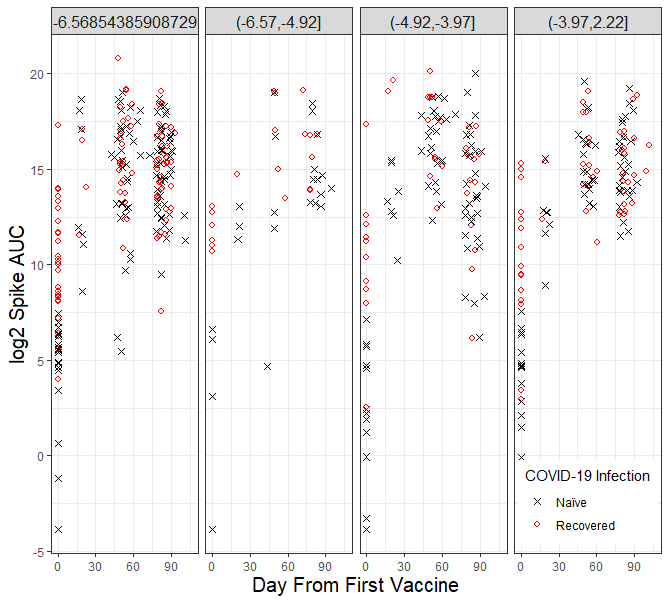 -6.56854385908729
(-6.57,-4.92]
(-4.92,-3.97]
(-3.97,2.22]
20
15
10
5
0
-5
log2 Spike AUC
0 30 60 90
0 30 60 90
0 30 60 90
0 30 60 90
Day From First Vaccine
COVID-19 Infection
Naïve
Recovered